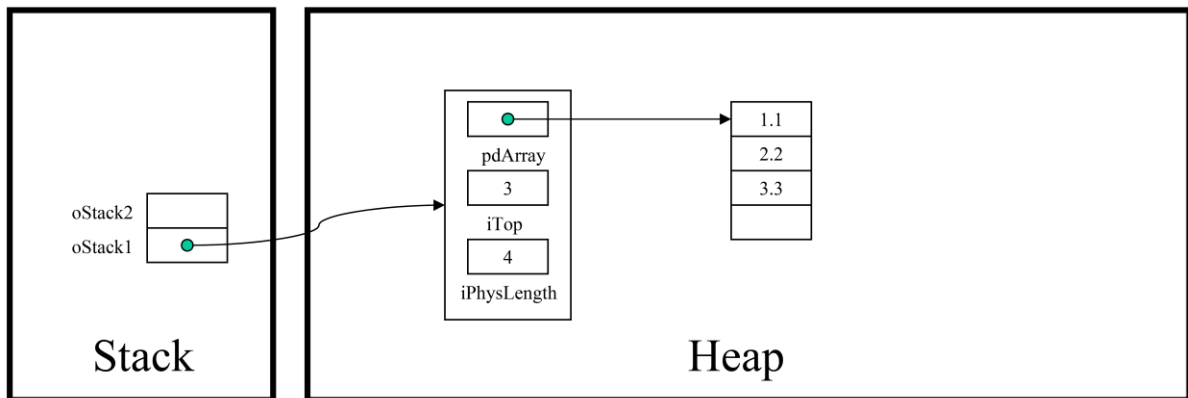 1.1
pdArray
2.2
3
3.3
oStack2
iTop
oStack1
4
iPhysLength
Stack
Heap